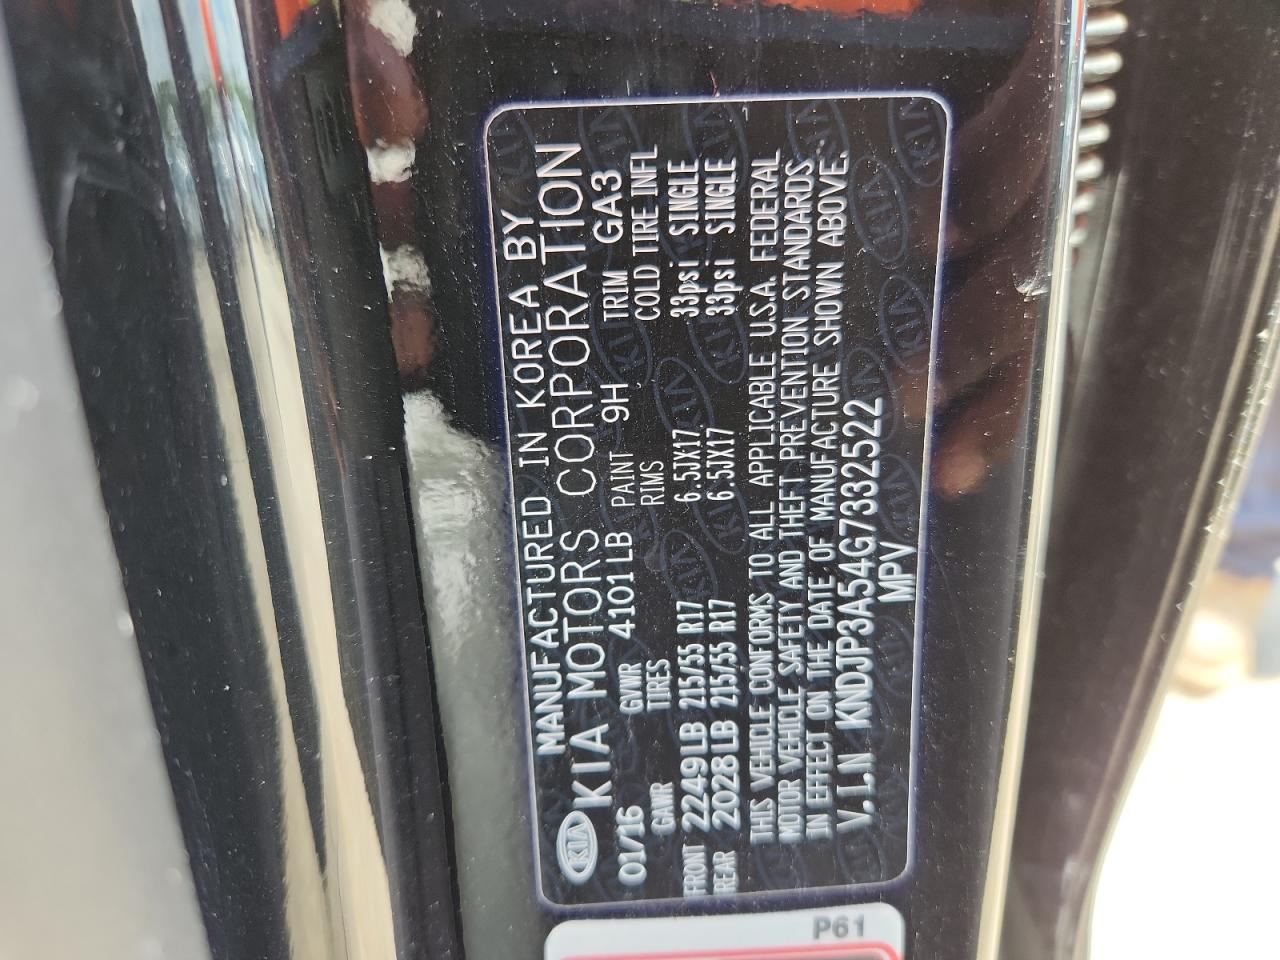 MANUFACTURED IN KOREA BY
KIA KIA MOTORS CORPORATION
01/16 GVWR 4101LB PAINT 9H TRIM GA3
GAWR TIRES RIMS COLD TIRE INFL
FRONT 2249LB 215/55 R17 6.5JX17 33psi SINGLE
REAR 2028LB 215/55 R17 6.5JX17 33psi SINGLE
THIS VEHICLE CONFORMS TO ALL APPLICABLE U.S.A. FEDERAL
MOTOR VEHICLE SAFETY AND THEFT PREVENTION STANDARDS
IN EFFECT ON THE DATE OF MANUFACTURE SHOWN ABOVE.
V.I.N KNDJP3A54G7332522
MPV
P61